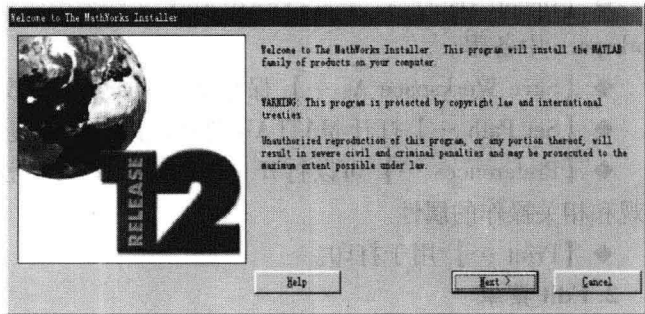 Welcome to The MathWorks Installer
Welcome to The MathWorks Installer. This program will install the MATLAB
family of products on your computer.
WARNING: This program is protected by copyright law and international
treaties.
Unauthorized reproduction of this program, or any portion thereof, will
result in severe civil and criminal penalties and may be prosecuted to the
maximum extent possible under law.
RELEASE
12
Help
Next >
Cancel